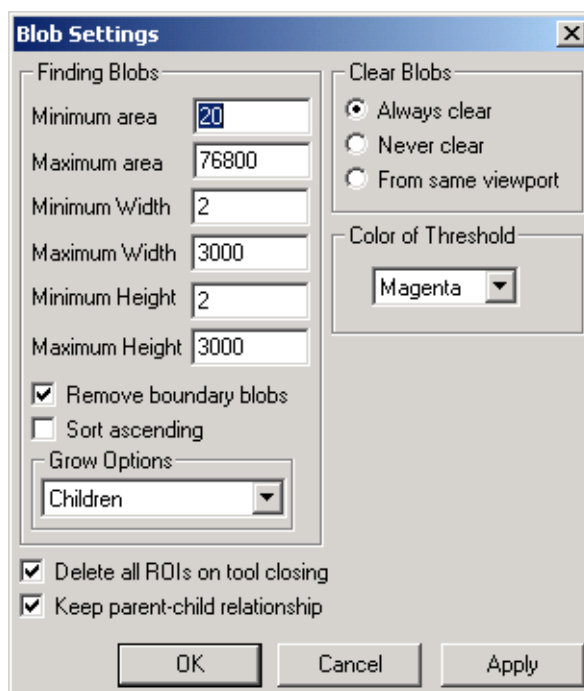 Blob Settings
Finding Blobs
Minimum area 20
Maximum area 76800
Minimum Width 2
Maximum Width 3000
Minimum Height 2
Maximum Height 3000
Remove boundary blobs
Sort ascending
Grow Options
Children
Clear Blobs
Always clear
Never clear
From same viewport
Color of Threshold
Magenta
Delete all ROIs on tool closing
Keep parent-child relationship
OK Cancel Apply